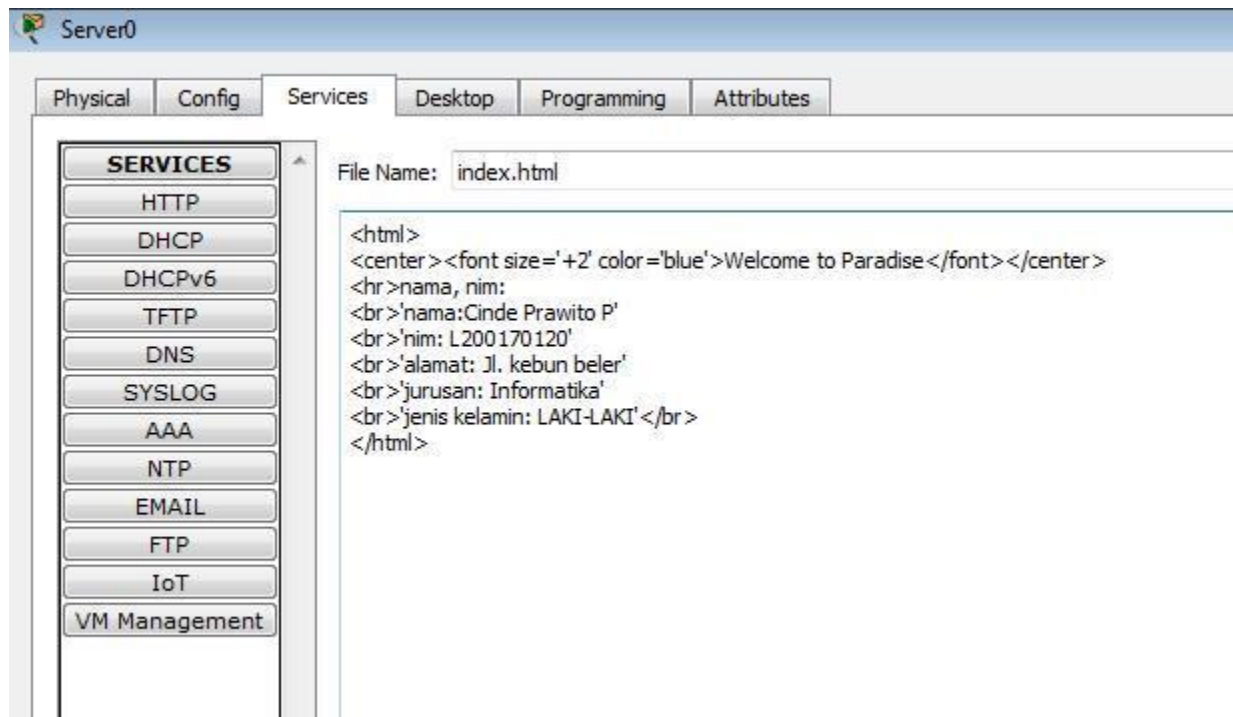 Server0
Physical Config Services Desktop Programming Attributes
SERVICES
HTTP
DHCP
DHCPv6
TFTP
DNS
SYSLOG
AAA
NTP
EMAIL
FTP
IoT
VM Management
File Name: index.html
<html>
<center><font size='+2' color='blue'>Welcome to Paradise</font></center>
<hr>nama, nim:
<br>'nama:Cinde Prawito P'
<br>'nim: L200170120'
<br>'alamat: Jl. kebun beler'
<br>'jurusan: Informatika'
<br>'jenis kelamin: LAKI-LAKI'</br>
</html>